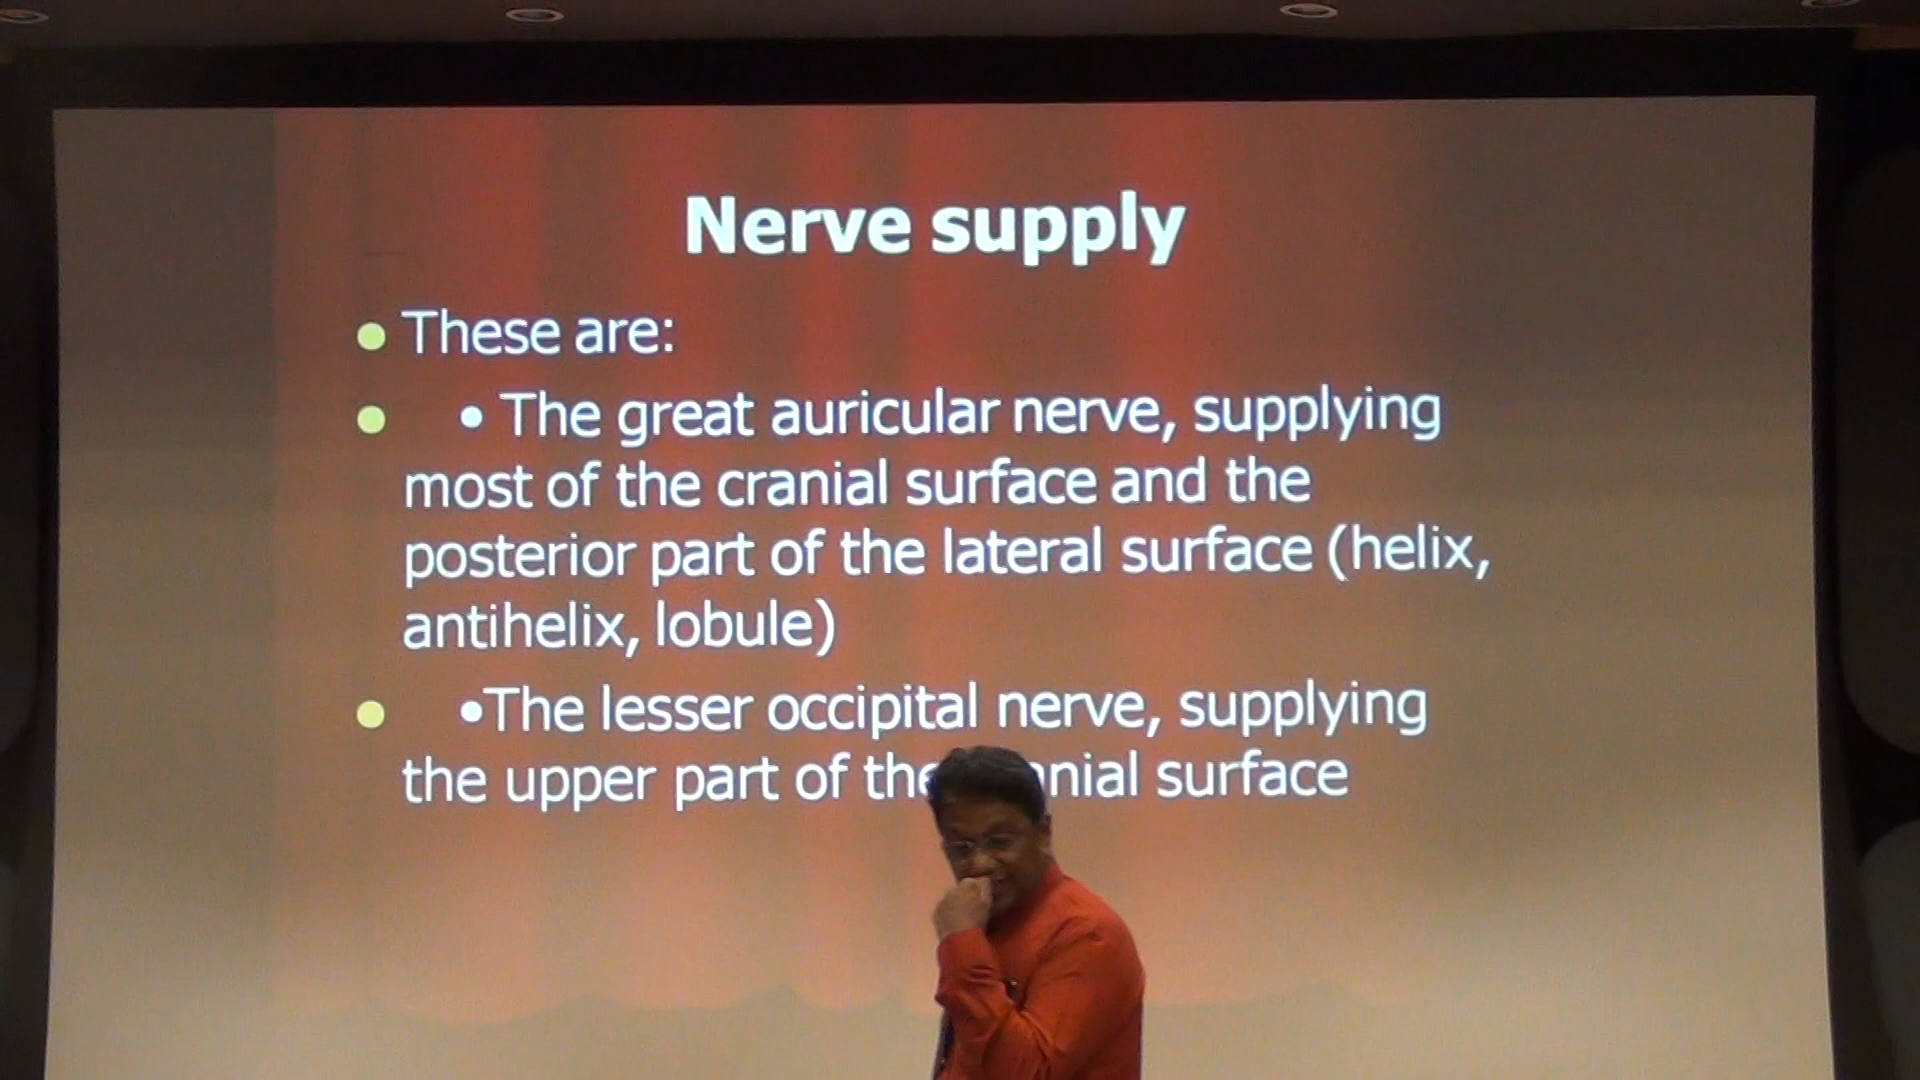 Nerve supply
• These are:
• • The great auricular nerve, supplying
most of the cranial surface and the
posterior part of the lateral surface (helix,
antihelix, lobule)
• •The lesser occipital nerve, supplying
the upper part of the surface